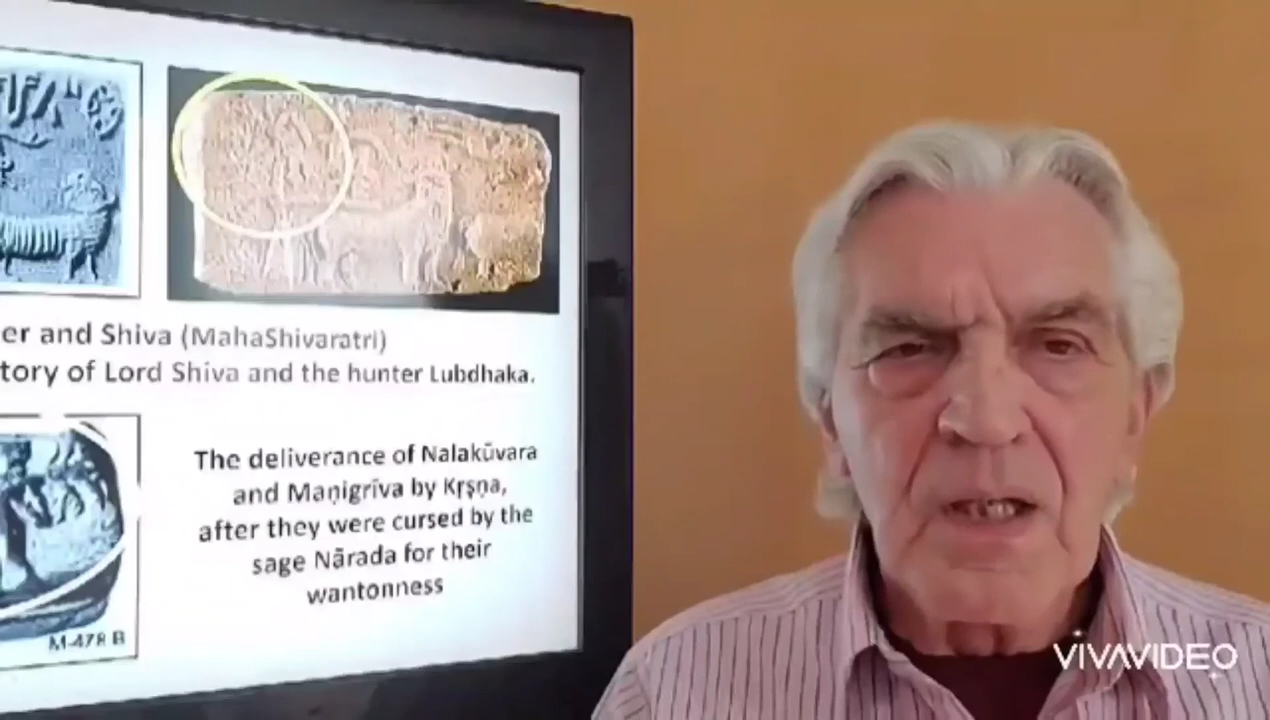 er and Shiva (MahaShivaratri)
tory of Lord Shiva and the hunter Lubdhaka.
The deliverance of Nalakūvara
and Maṇigrīva by Kṛṣṇa,
after they were cursed by the
sage Nārada for their
wantonness
M-478 B
VIVAVIDEO